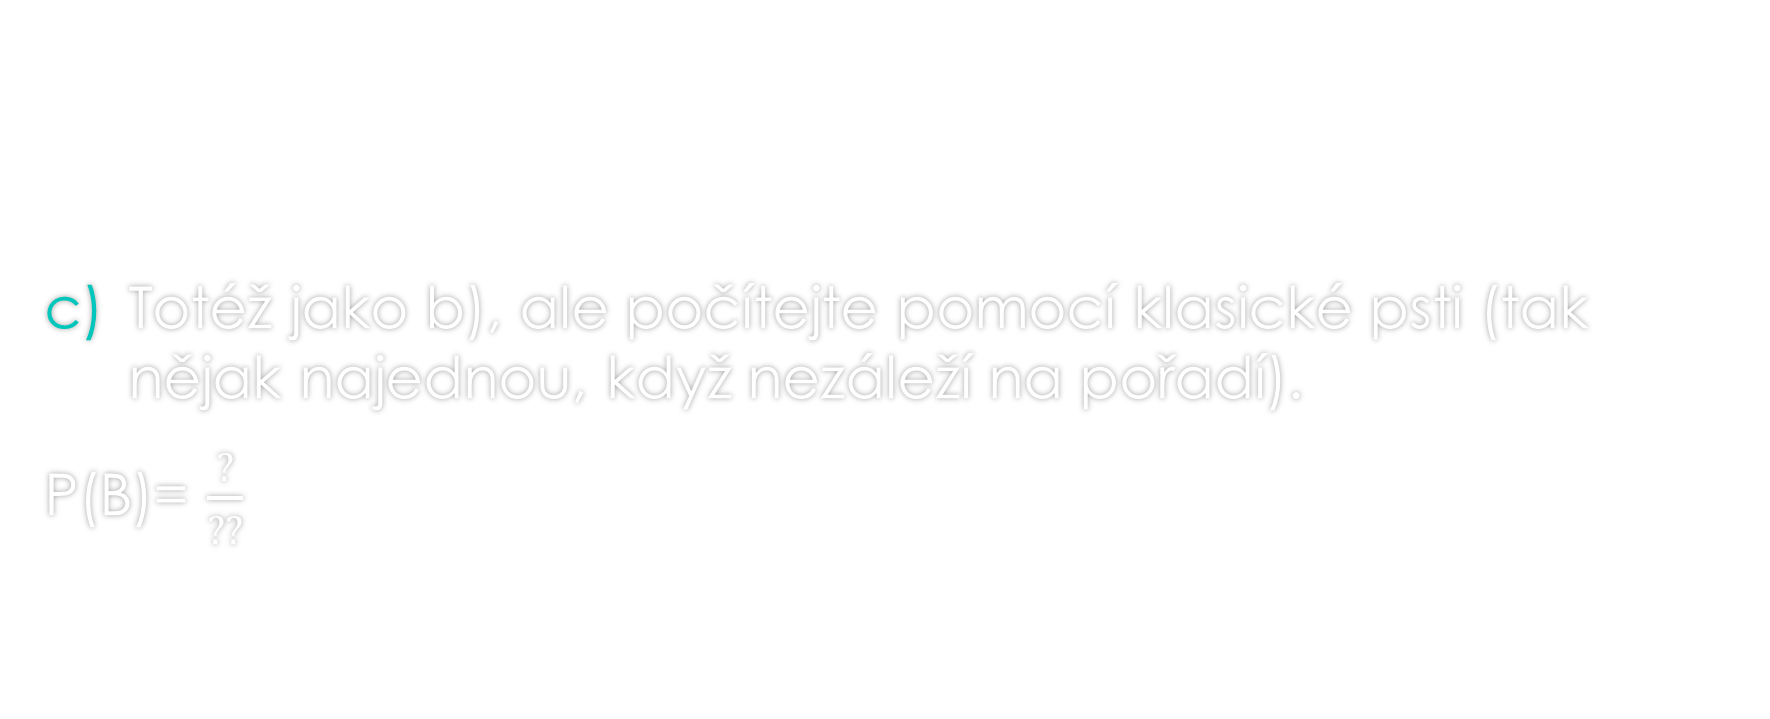 c) Totéž jako b), ale počítejte pomocí klasické psti (tak
nějak najednou, když nezáleží na pořadí).
P(B)= ?
??